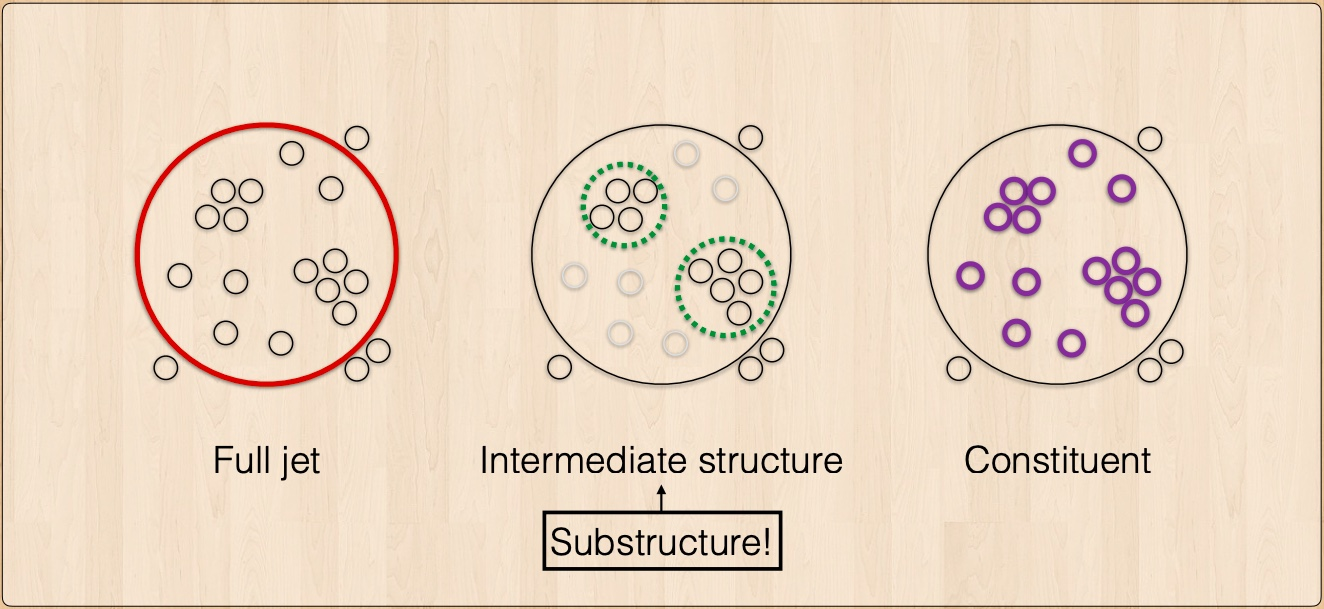 Full jet
Intermediate structure
Constituent
Substructure!